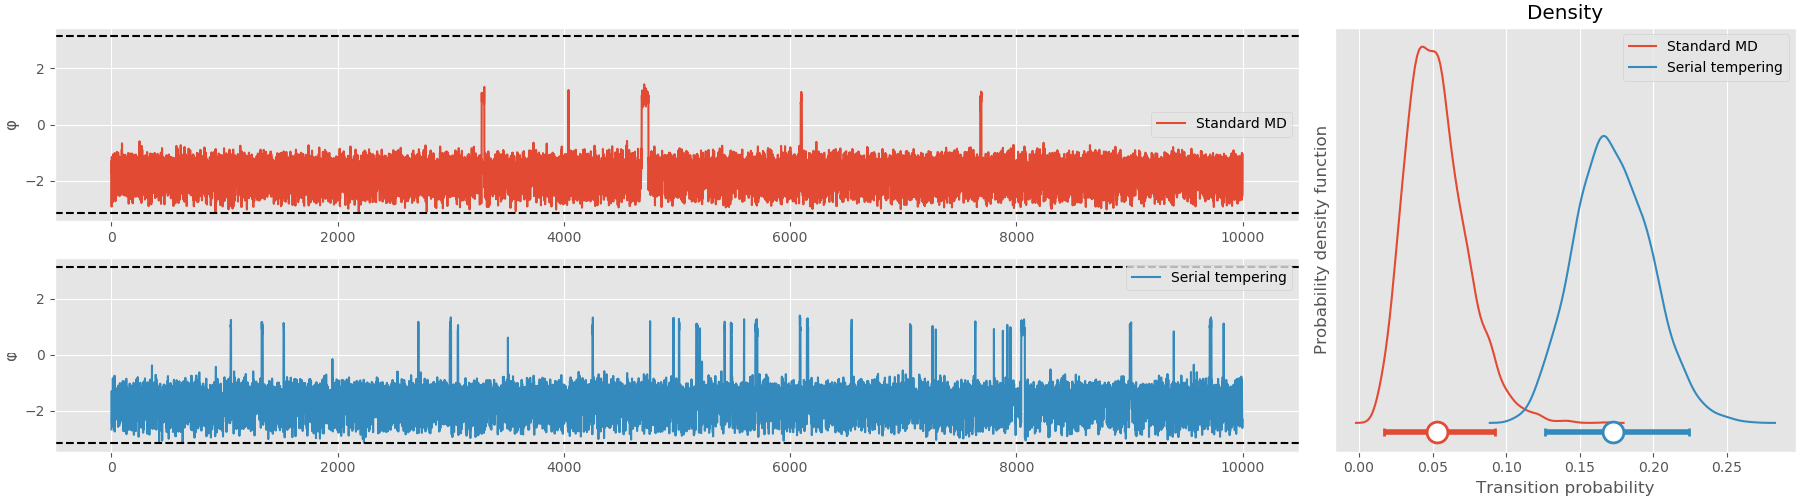 2
0
−2
φ
Standard MD
0
2000
4000
6000
8000
10000
2
0
−2
φ
Serial tempering
0
2000
4000
6000
8000
10000
Density
Standard MD
Serial tempering
Probability density function
0.00
0.05
0.10
0.15
0.20
0.25
Transition probability